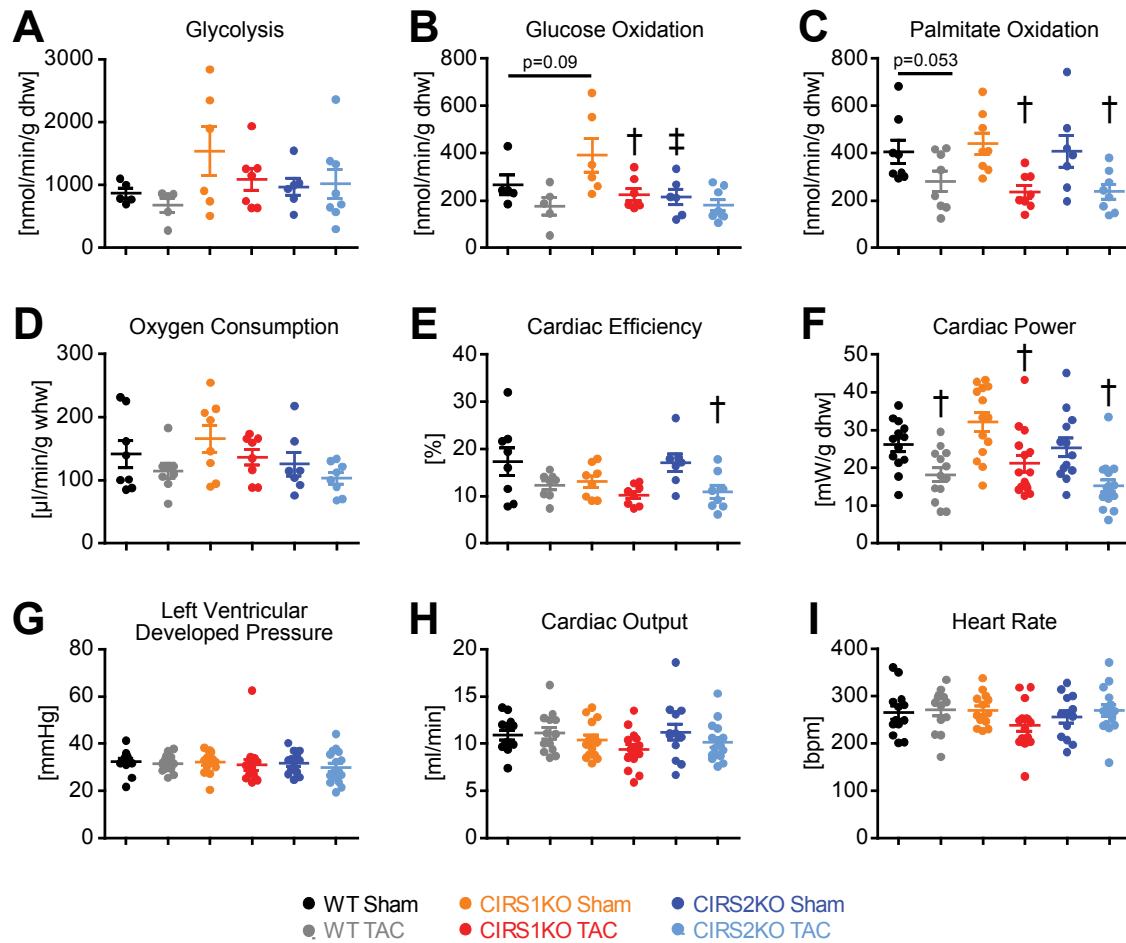 A Glycolysis
[nmol/min/g dhw]
3000
2000
1000
0
B Glucose Oxidation
[nmol/min/g dhw]
800
600
400
200
0
p=0.09
†
‡
C Palmitate Oxidation
[nmol/min/g dhw]
800
600
400
200
0
p=0.053
†
†
D Oxygen Consumption
[µl/min/g whw]
300
200
100
0
E Cardiac Efficiency
[%]
40
30
20
10
0
†
F Cardiac Power
[mW/g dhw]
50
40
30
20
10
0
†
†
†
G Left Ventricular
Developed Pressure
[mmHg]
80
60
40
20
0
H Cardiac Output
[ml/min]
20
15
10
5
0
I Heart Rate
[bpm]
400
300
200
100
0
WT Sham
CIRS1KO Sham
CIRS2KO Sham
WT TAC
CIRS1KO TAC
CIRS2KO TAC